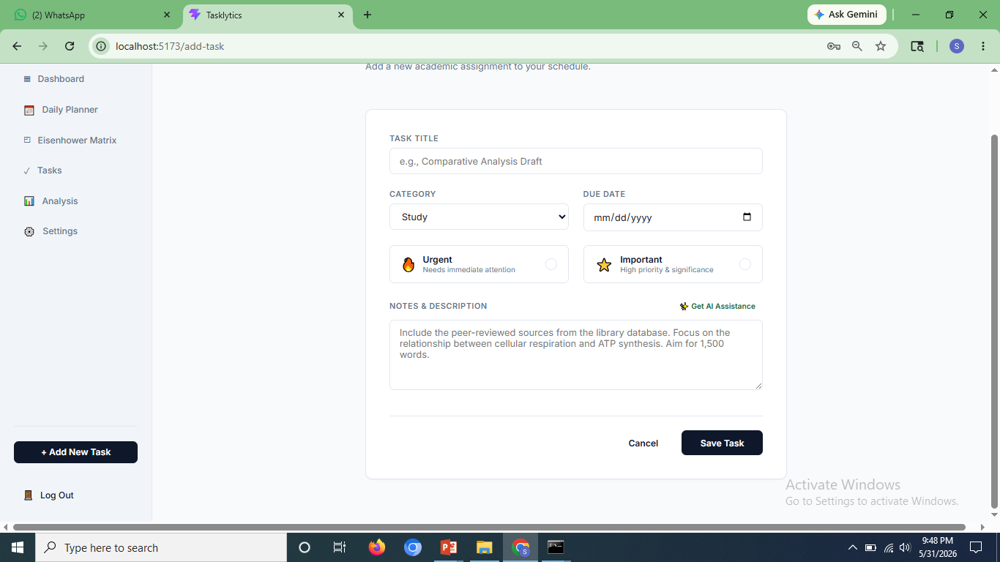 (2) WhatsApp
Tasklytics
Ask Gemini
localhost:5173/add-task
S
Dashboard
Daily Planner
Eisenhower Matrix
Tasks
Analysis
Settings
+ Add New Task
Log Out
Add a new academic assignment to your schedule.
TASK TITLE
e.g., Comparative Analysis Draft
CATEGORY
DUE DATE
Study
mm/dd/yyyy
Urgent
Needs immediate attention
Important
High priority & significance
NOTES & DESCRIPTION
Get AI Assistance
Include the peer-reviewed sources from the library database. Focus on the
relationship between cellular respiration and ATP synthesis. Aim for 1,500
words.
Cancel
Save Task
Activate Windows
Go to Settings to activate Windows.
Type here to search
9:48 PM
5/31/2026